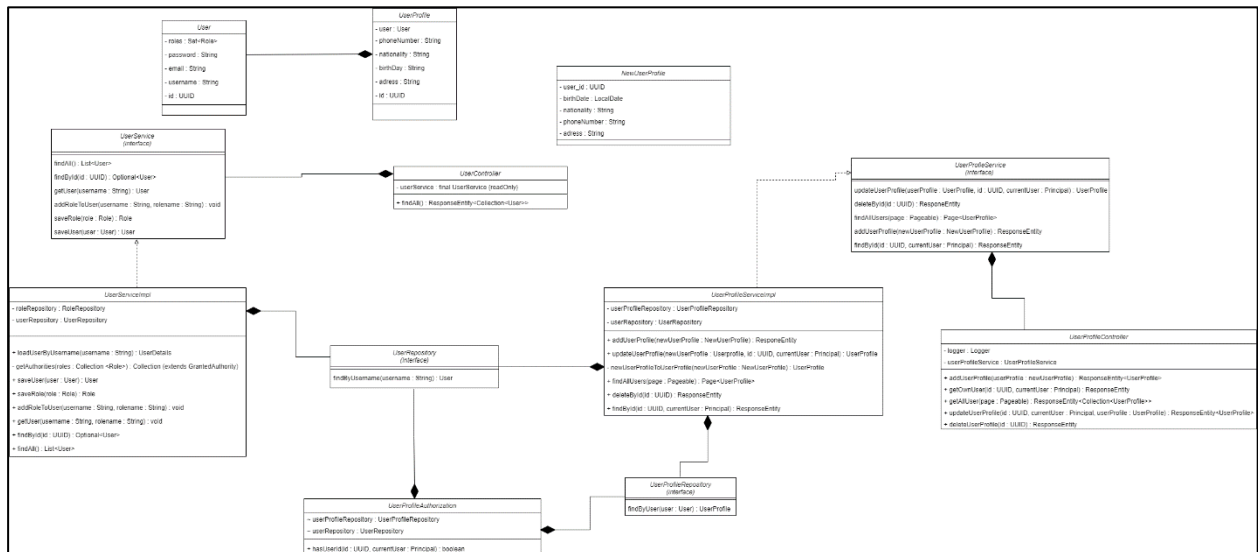 User
- roles : Set<Role>
- password : String
- email : String
- username : String
- id : UUID
UserProfile
- user : User
- phoneNumber : String
- nationality : String
- birthDay : String
- adress : String
- id : UUID
NewUserProfile
- user_id : UUID
- birthDate : LocalDate
- nationality : String
- phoneNumber : String
- adress : String
UserService
(interface)
findAll() : List<User>
findById(id : UUID) : Optional<User>
getUser(username : String) : User
addRoleToUser(username : String, rolename : String) : void
saveRole(role : Role) : Role
saveUser(user : User) : User
UserController
- userService : final UserService (readOnly)
+ findAll() : ResponseEntity<Collection<User>>
UserProfileService
(interface)
updateUserProfile(userProfile : UserProfile, id : UUID, currentUser : Principal) : UserProfile
deleteById(id : UUID) : ResponeEntity
findAllUsers(page : Pageable) : Page<UserProfile>
addUserProfile(newUserProfile : NewUserProfile) : ResponseEntity
findById(id : UUID, currentUser : Principal) : ResponseEntity
UserServiceImpl
- roleRepository : RoleRepository
- userRepository : UserRepository
+ loadUserByUsername(username : String) : UserDetails
- getAuthorities(roles : Collection <Role>) : Collection (extends GrantedAuthority)
+ saveUser(user : User) : User
+ saveRole(role : Role) : Role
+ addRoleToUser(username : String, rolename : String) : void
+ getUser(username : String, rolename : String) : void
+ findById(id : UUID) : Optional<User>
+ findAll() : List<User>
UserRepository
(interface)
findByUsername(username : String) : User
UserProfileServiceImpl
- userProfileRepository : UserProfileRepository
- userRepository : UserRepository
+ addUserProfile(newUserProfile : NewUserProfile) : ResponeEntity
+ updateUserProfile(newUserProfile : Userprofile, id : UUID, currentUser : Principal) : UserProfile
- newUserProfileToUserProfile(newUserProfile : NewUserProfile) : UserProfile
+ findAllUsers(page : Pageable) : Page<UserProfile>
+ deleteById(id : UUID) : ResponseEntity
+ findById(id : UUID, currentUser : Principal) : ResponseEntity
UserProfileController
- logger : Logger
- userProfileService : UserProfileService
+ addUserProfile(userProfile : newUserProfile) : ResponseEntity<UserProfile>
+ getOwnUser(id : UUID, currentUser : Principal) : ResponseEntity
+ getAllUser(page : Pageable) : ResponseEntity<Collection<UserProfile>>
+ updateUserProfile(id : UUID, currentUser : Principal, userProfile : UserProfile) : ResponseEntity<UserProfile>
+ deleteUserProfile(id : UUID) : ResponseEntity
UserProfileRepository
(interface)
findByUser(user : User) : UserProfile
UserProfileAuthorization
- userProfileRepository : UserProfileRepository
- userRepository : UserRepository
+ hasUserId(id : UUID, currentUser : Principal) : boolean